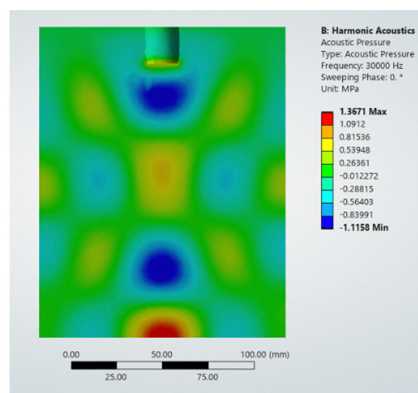 B: Harmonic Acoustics
Acoustic Pressure
Type: Acoustic Pressure
Frequency: 30000 Hz
Sweeping Phase: 0. °
Unit: MPa
1.3671 Max
1.0912
0.81536
0.53948
0.26361
-0.012272
-0.28815
-0.56403
-0.83991
-1.1158 Min
0.00 50.00 100.00 (mm)
25.00 75.00